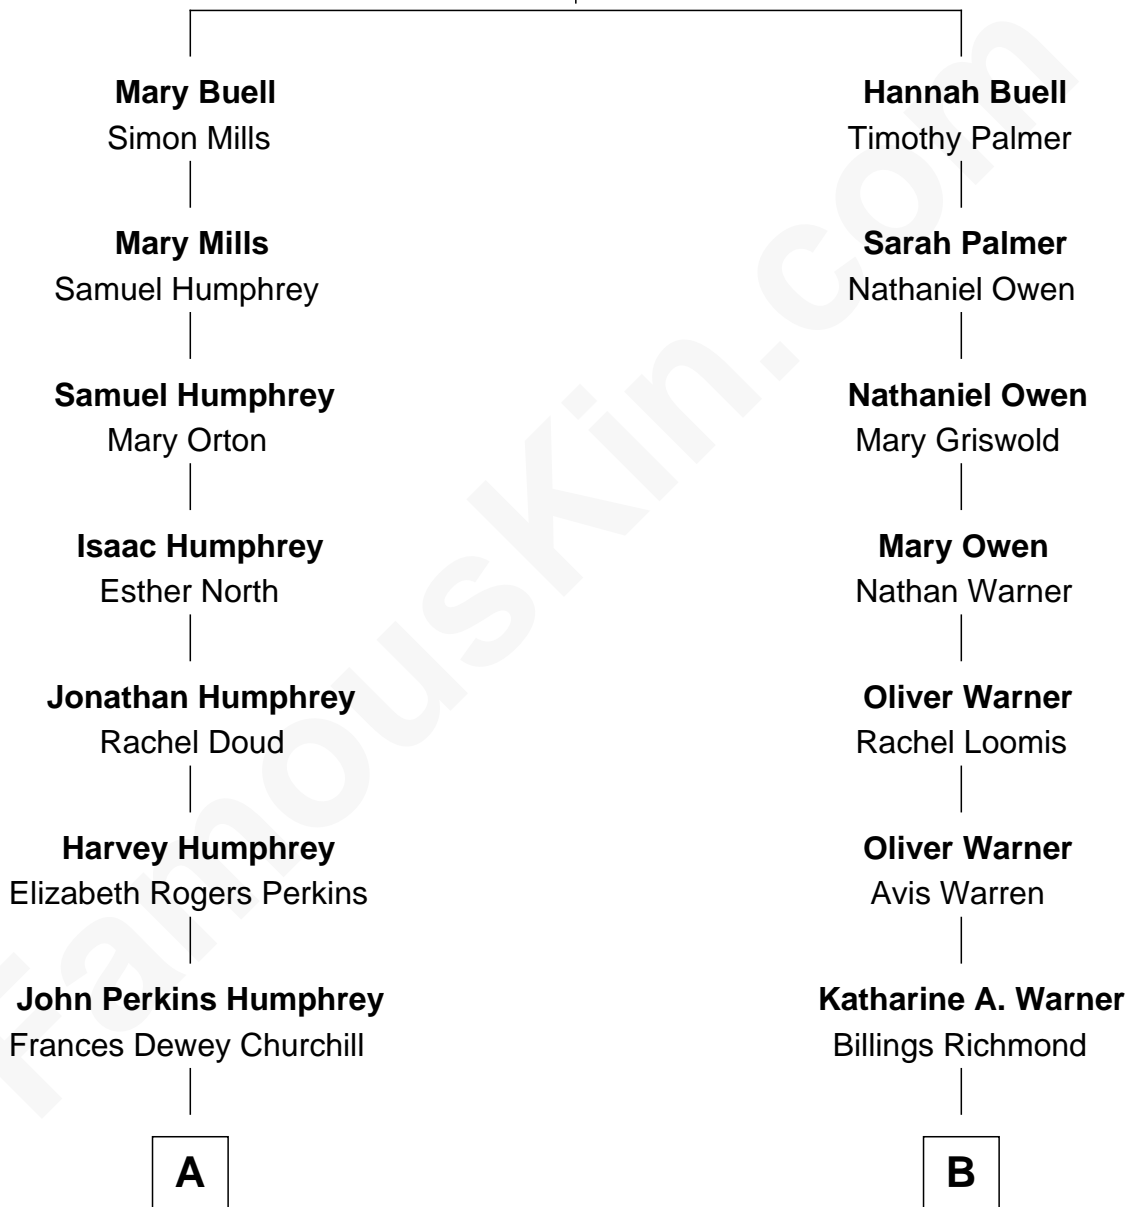 Mary Buell
Simon Mills
Mary Mills
Samuel Humphrey
Samuel Humphrey
Mary Orton
Isaac Humphrey
Esther North
Jonathan Humphrey
Rachel Doud
Harvey Humphrey
Elizabeth Rogers Perkins
John Perkins Humphrey
Frances Dewey Churchill
A
Hannah Buell
Timothy Palmer
Sarah Palmer
Nathaniel Owen
Nathaniel Owen
Mary Griswold
Mary Owen
Nathan Warner
Oliver Warner
Rachel Loomis
Oliver Warner
Avis Warren
Katharine A. Warner
Billings Richmond
B
FamousKin.com